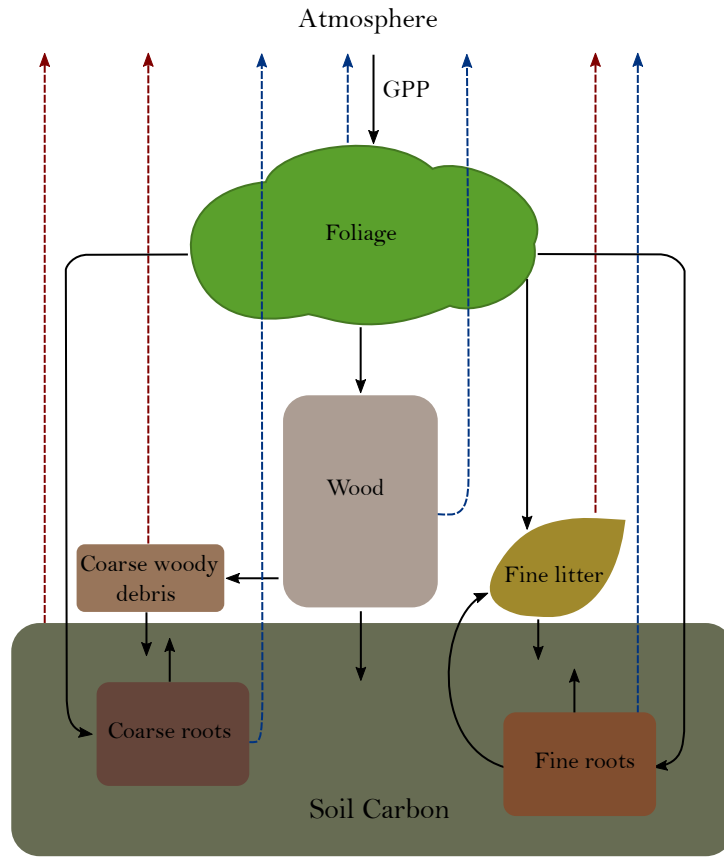 Atmosphere
GPP
Foliage
Wood
Coarse woody
debris
Fine litter
Coarse roots
Fine roots
Soil Carbon